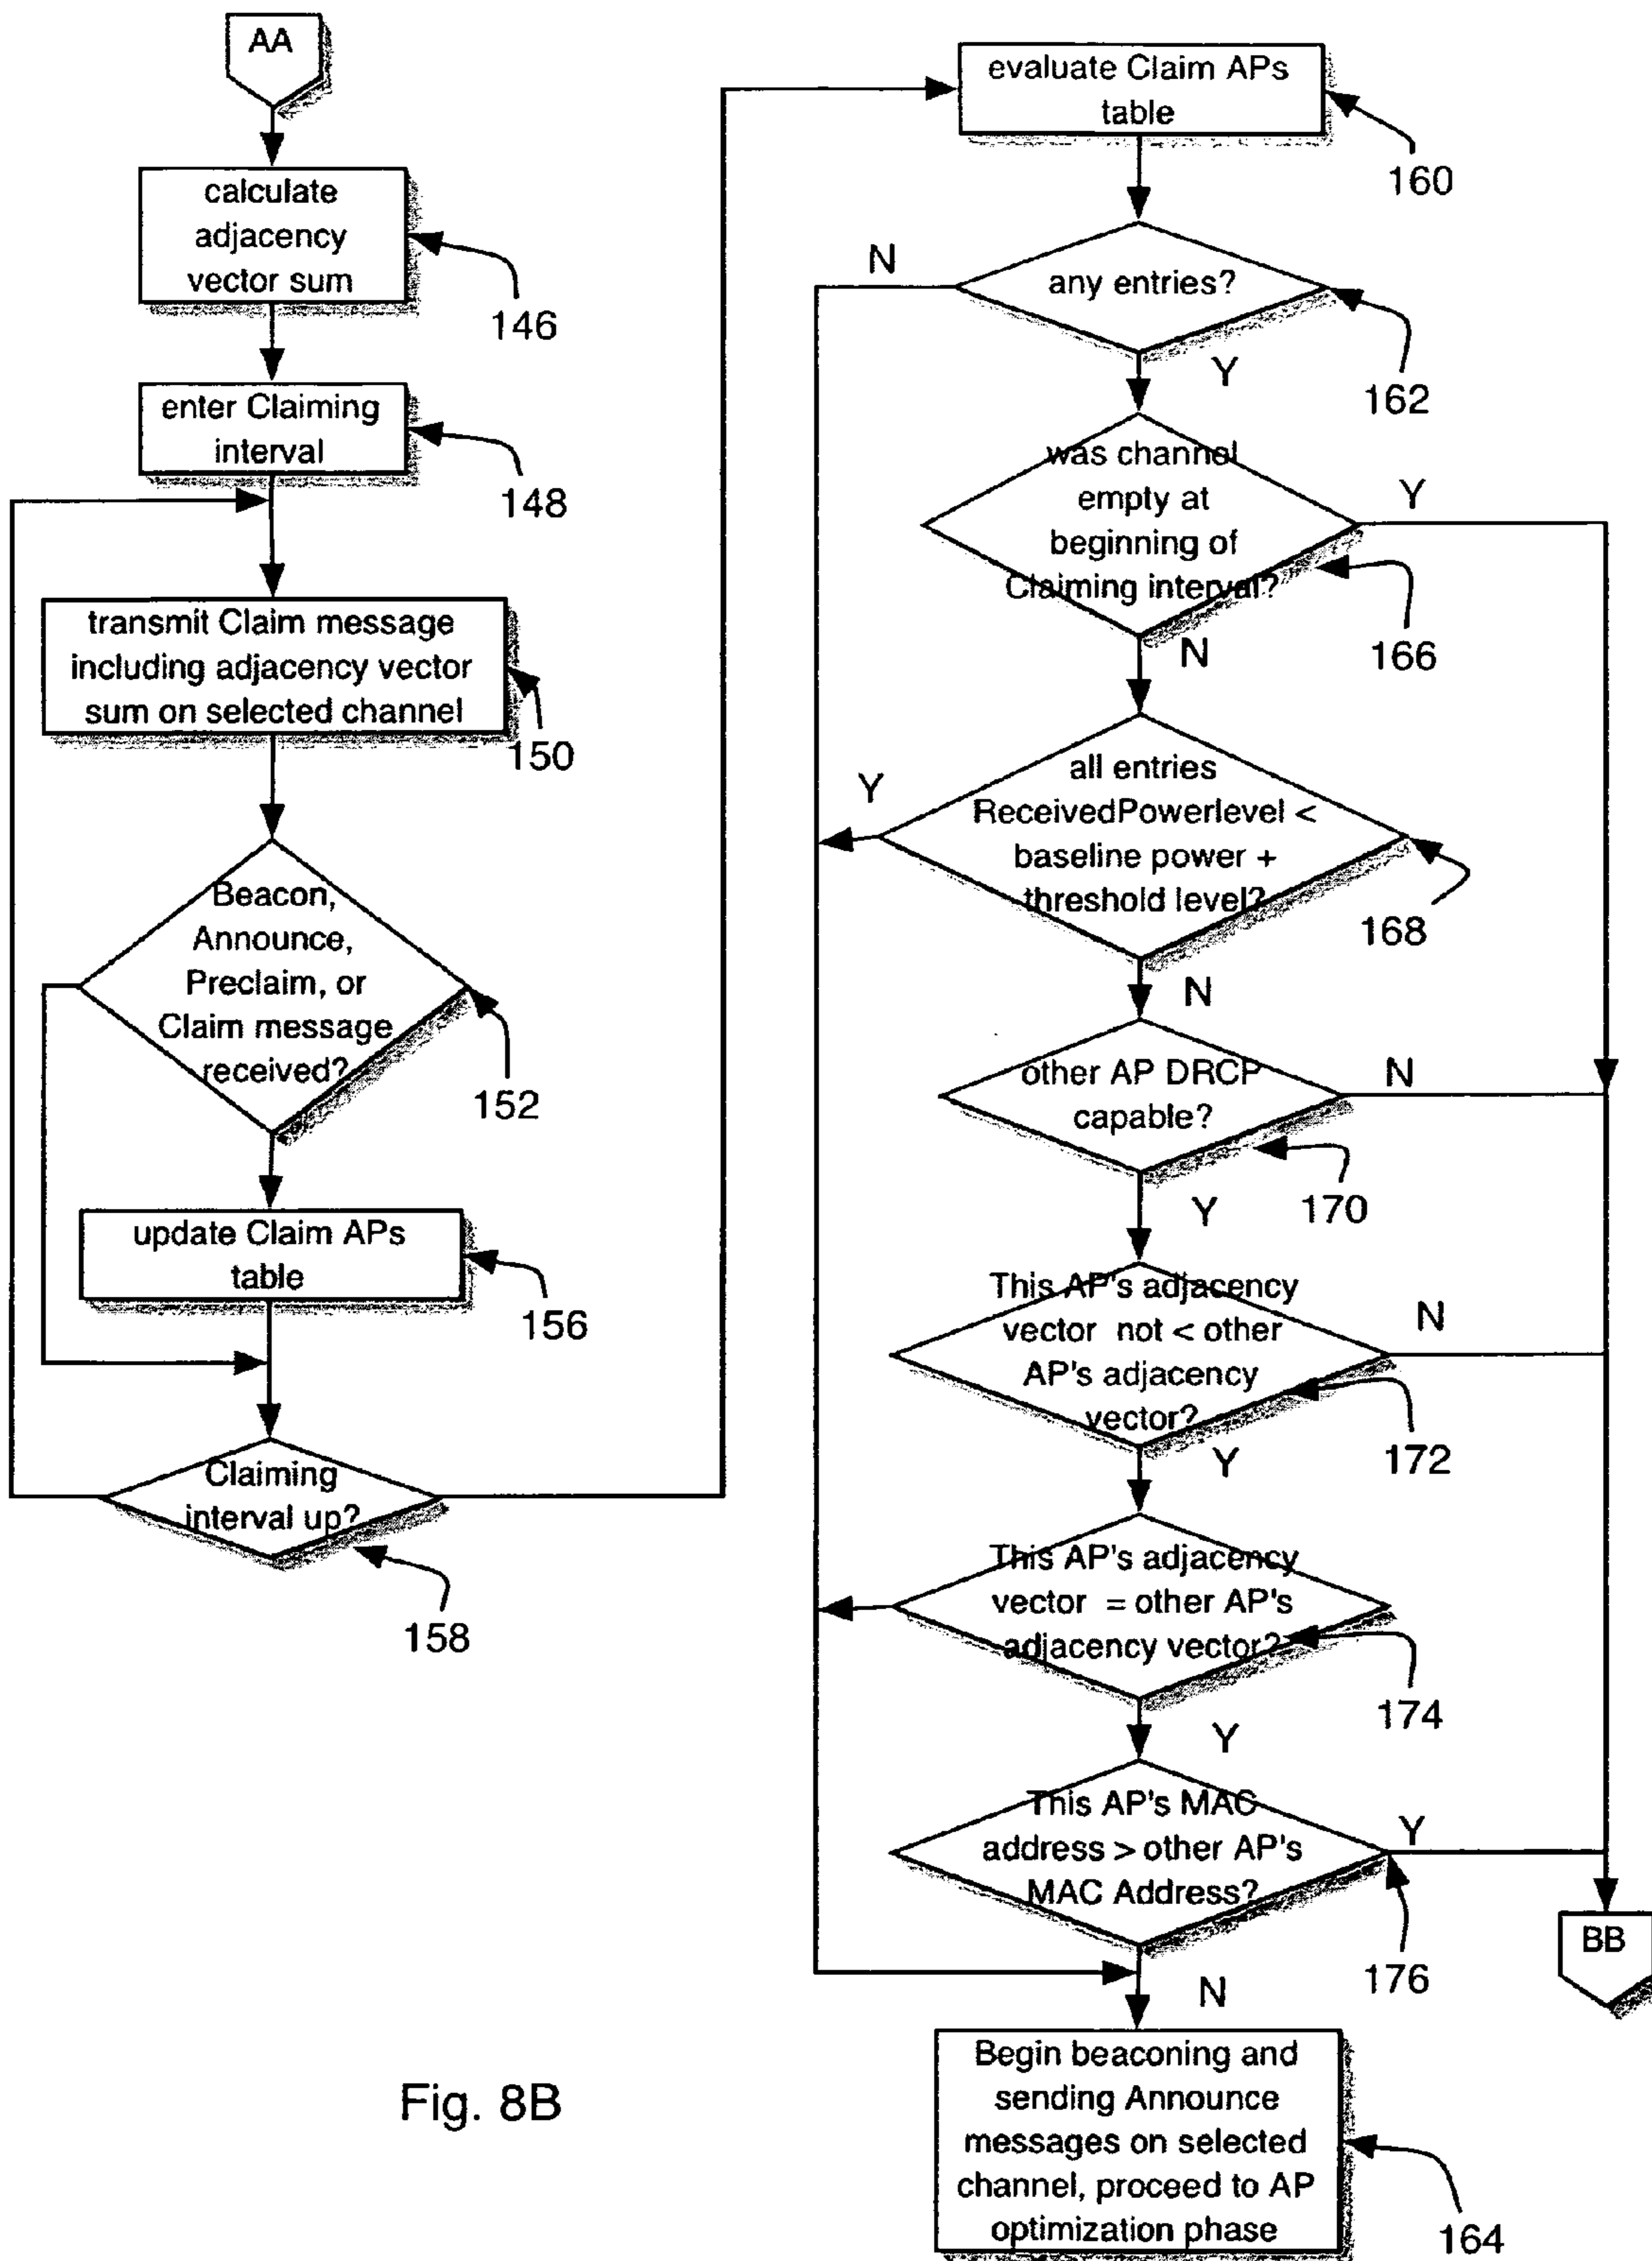 AA
calculate
adjacency
vector sum
146
enter Claiming
interval
148
transmit Claim message
including adjacency vector
sum on selected channel
150
Beacon,
Announce,
Preclaim, or
Claim message
received?
152
update Claim APs
table
156
Claiming
interval up?
158
evaluate Claim APs
table
160
N
any entries?
Y
162
was channel
empty at
beginning of
Claiming interval?
Y
N
166
all entries
ReceivedPowerlevel <
baseline power +
threshold level?
Y
N
168
other AP DRCP
capable?
N
Y
170
This AP's adjacency
vector not < other
AP's adjacency
vector?
N
Y
172
This AP's adjacency
vector = other AP's
adjacency vector?
174
Y
This AP's MAC
address > other AP's
MAC Address?
Y
176
N
BB
Begin beaconing and
sending Announce
messages on selected
channel, proceed to AP
optimization phase
164
Fig. 8B